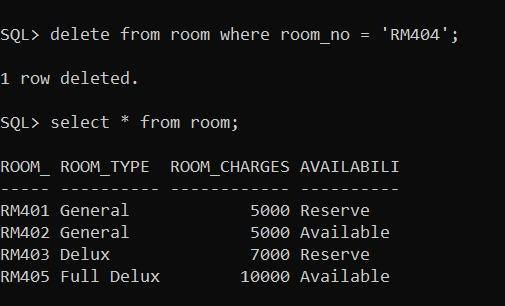 SQL> delete from room where room_no = 'RM404';
1 row deleted.
SQL> select * from room;
ROOM_ ROOM_TYPE  ROOM_CHARGES AVAILABILI
----- ---------- ------------ ----------
RM401 General            5000 Reserve
RM402 General            5000 Available
RM403 Delux              7000 Reserve
RM405 Full Delux        10000 Available